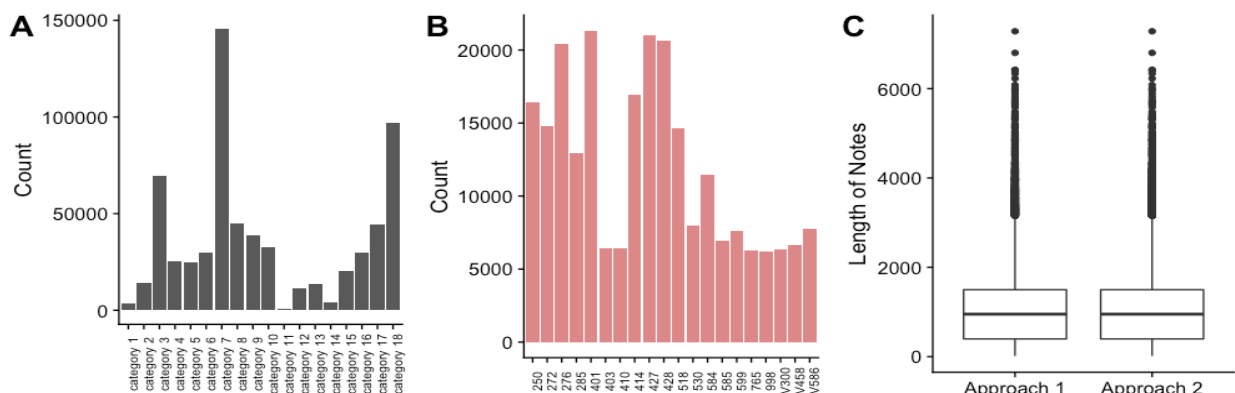 A
Count
150000
100000
50000
0
category 1
category 2
category 3
category 4
category 5
category 6
category 7
category 8
category 9
category 10
category 11
category 12
category 13
category 14
category 15
category 16
category 17
category 18
B
Count
20000
15000
10000
5000
0
250
272
276
285
401
403
410
414
427
428
518
530
584
585
599
765
998
V300
V458
V586
C
Length of Notes
6000
4000
2000
0
Approach 1
Approach 2